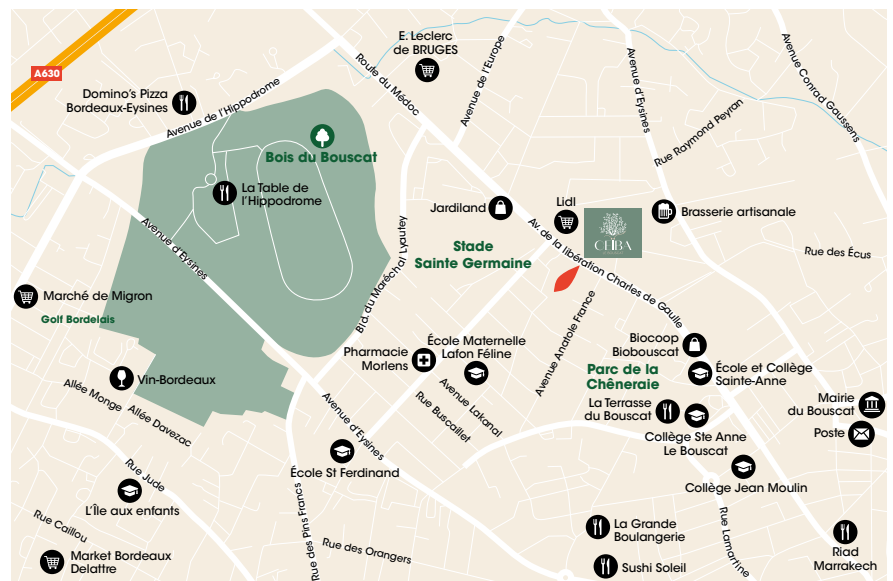 E. Leclerc
de BRUGES
A630
Domino's Pizza
Bordeaux-Eysines
Avenue de l'Hippodrome
Route du Médoc
Avenue de l'Europe
Avenue d'Eysines
Avenue Conrad Gaussens
Rue Raymond Peyran
Bois du Bouscat
La Table de
l'Hippodrome
Jardiland
Lidl
CEÏBA
Brasserie artisanale
Avenue d'Eysines
Bld du Maréchal Lyautey
Stade
Sainte Germaine
Av. de la libération Charles de Gaulle
Rue des Écus
Marché de Migron
Golf Bordelais
Avenue Anatole France
Pharmacie
Morlens
École Maternelle
Lafon Féline
Biocoop
Biobouscat
Vin-Bordeaux
Parc de la
Chêneraie
École et Collège
Sainte-Anne
Allée Monge
Allée Davezac
Avenue d'Eysines
Avenue Lakanal
Rue Buscaillet
La Terrasse
du Bouscat
Mairie
du Bouscat
Collège Ste Anne
Le Bouscat
Poste
École St Ferdinand
Rue Jude
Collège Jean Moulin
L'Île aux enfants
Rue Caillou
Rue des Pins Francs
Rue des Orangers
La Grande
Boulangerie
Rue Lamartine
Market Bordeaux
Delattre
Sushi Soleil
Riad
Marrakech